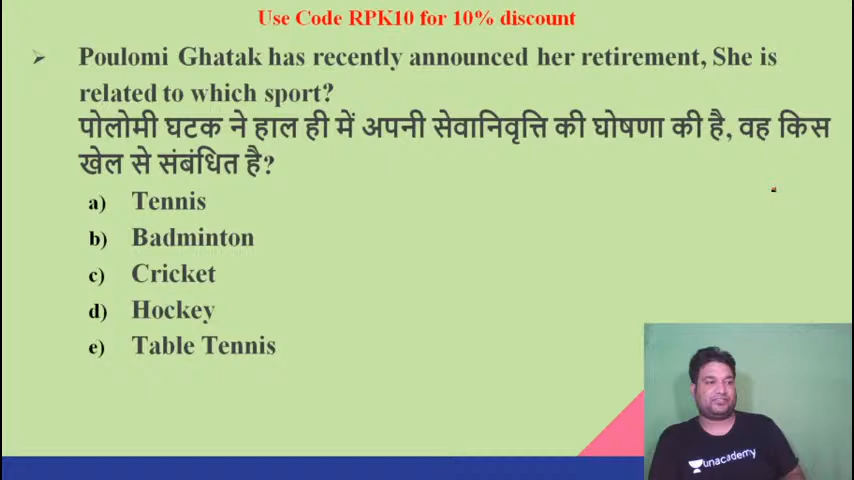 Use Code RPK10 for 10% discount
Poulomi Ghatak has recently announced her retirement, She is
related to which sport?
पोलोमी घटक ने हाल ही में अपनी सेवानिवृत्ति की घोषणा की है, वह किस
खेल से संबंधित है?
a) Tennis
b) Badminton
c) Cricket
d) Hockey
e) Table Tennis
unacademy